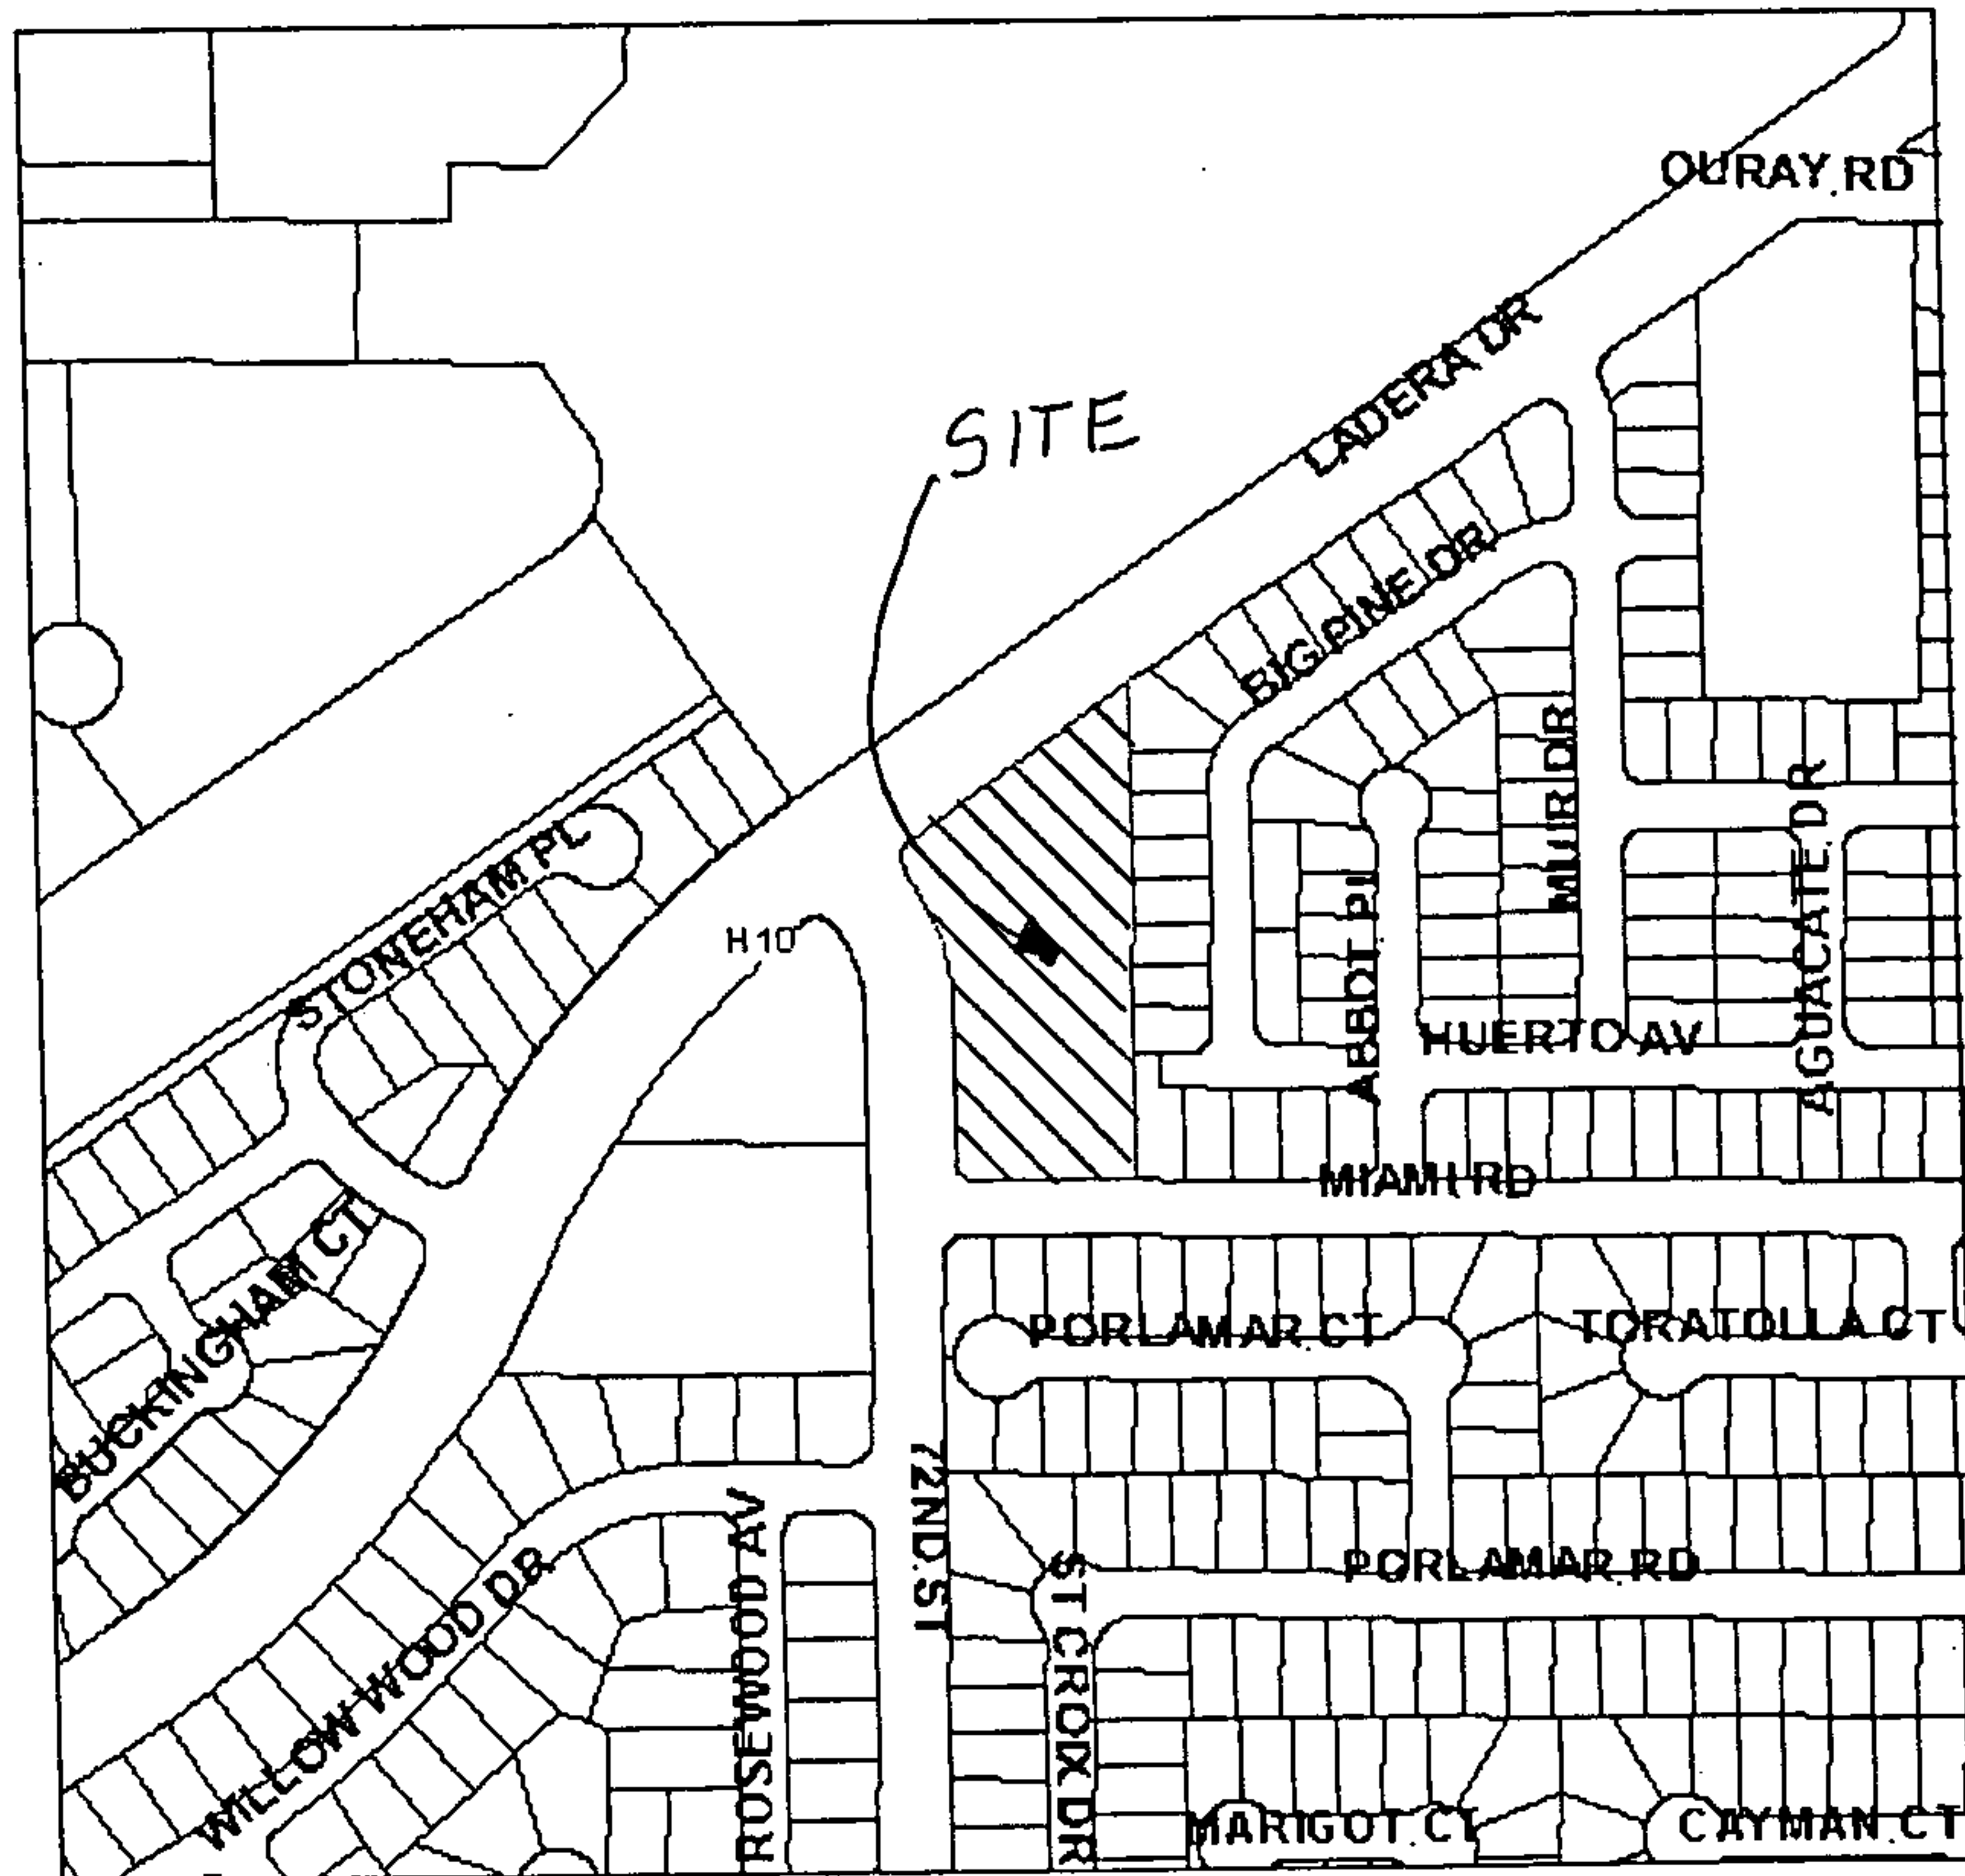 OURAY RD
LADERA DR
SITE
BIG PINE DR
MUIR DR
AGUACATE DR
STONEHAM PL
ABBOT PL
H10
HUERTO AV
MIAMI RD
BUCKINGHAM CT
PORLAMAR CT
TORATOLLA CT
72ND ST
ROSEWOOD AV
WILLOW WOOD DR
ST CROIX DR
PORLAMAR RD
MARIGOT CT
CAYMAN CT